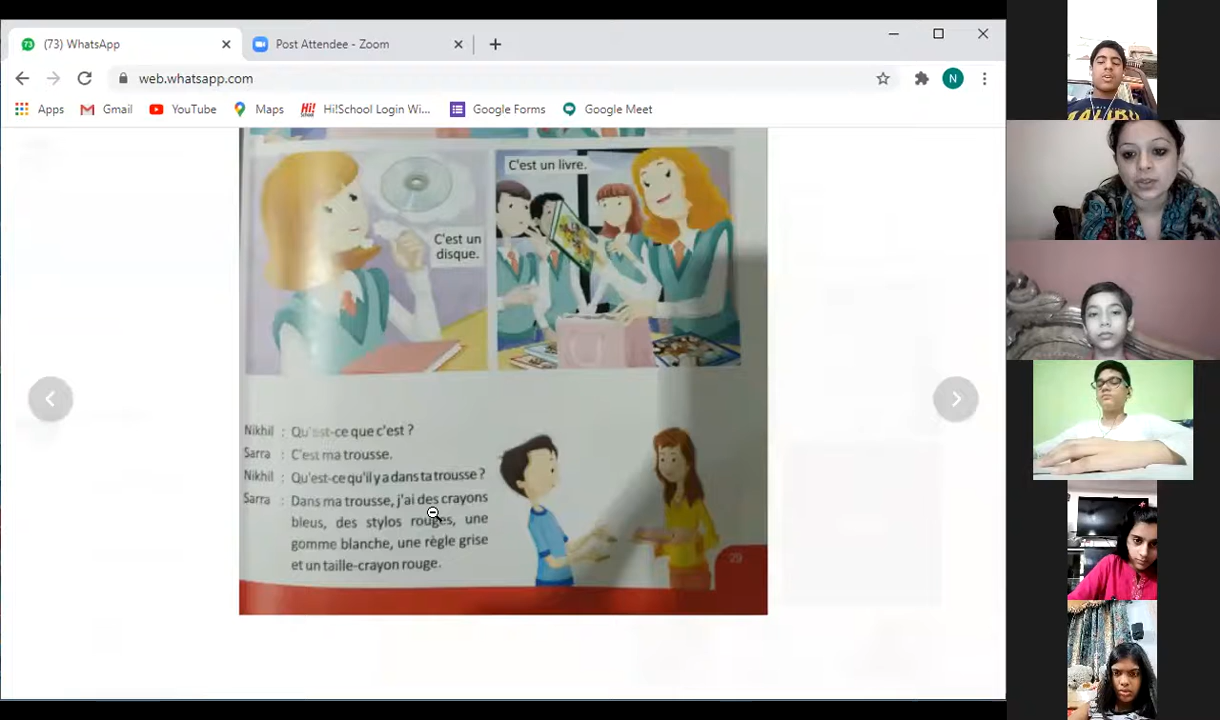 (73) WhatsApp
Post Attendee - Zoom
web.whatsapp.com
N
Apps
Gmail
YouTube
Maps
Hi! Hi!School Login Wi...
Google Forms
Google Meet
C'est un
disque.
C'est un livre.
Nikhil : Qu'est-ce que c'est ?
Sarra : C'est ma trousse.
Nikhil : Qu'est-ce qu'il y a dans ta trousse ?
Sarra : Dans ma trousse, j'ai des crayons
bleus, des stylos rouges, une
gomme blanche, une règle grise
et un taille-crayon rouge.
29